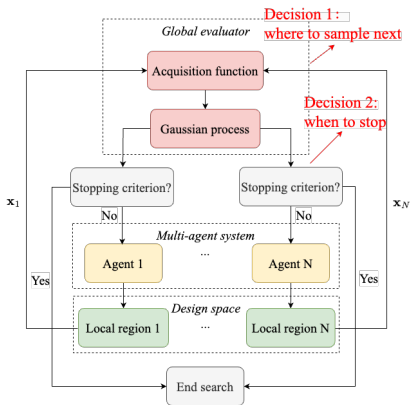 Global evaluator
Decision 1:
where to sample next
Acquisition function
Decision 2:
when to stop
Gaussian process
Stopping criterion?
Stopping criterion?
x1
xN
No
No
Multi-agent system
...
Yes
Agent 1
Agent N
Yes
Design space
...
Local region 1
Local region N
End search